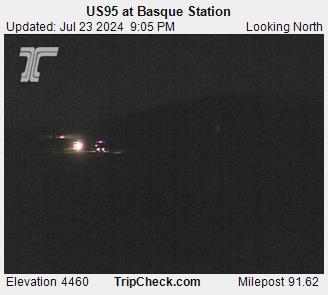 US95 at Basque Station
Updated: Jul 23 2024 9:05 PM Looking North
Elevation 4460 TripCheck.com Milepost 91.62